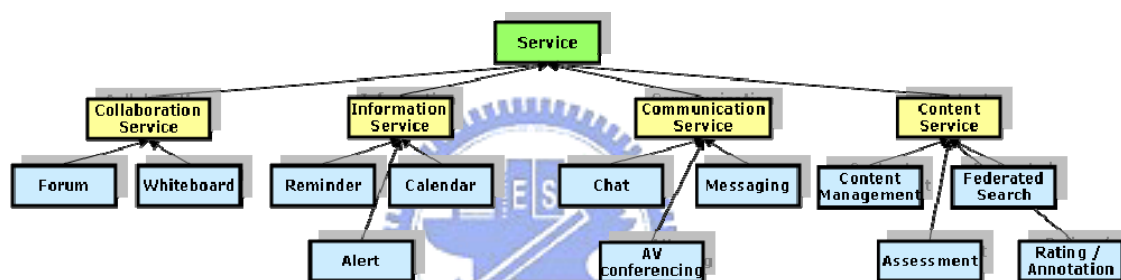 Service
Collaboration
Service
Information
Service
Communication
Service
Content
Service
Forum
Whiteboard
Reminder
Calendar
Chat
Messaging
Content
Management
Federated
Search
Alert
AV
conferencing
Assessment
Rating /
Annotation
ES